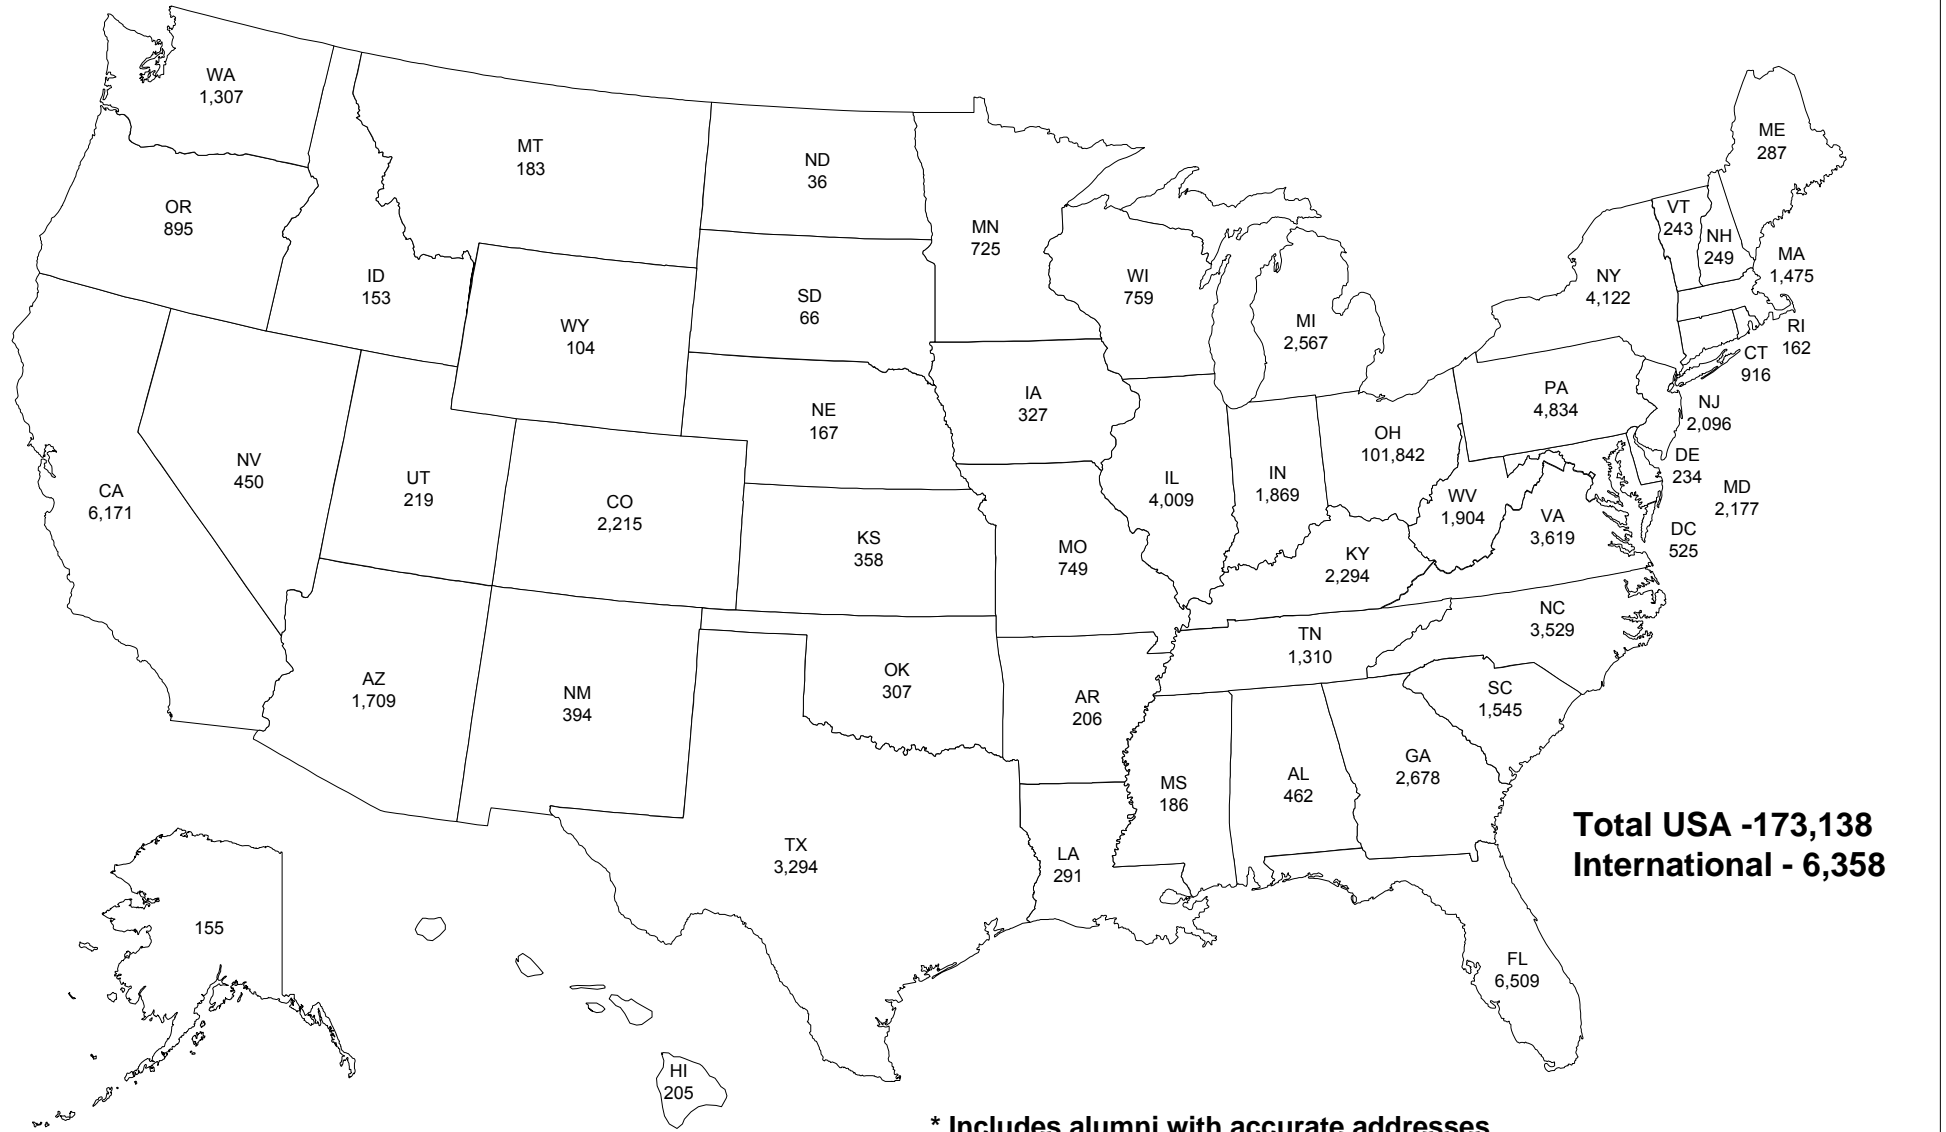 WA
1,307
MT
183
ND
36
ME
287
OR
895
MN
725
VT
243
NH
249
MA
1,475
ID
153
WI
759
NY
4,122
SD
66
WY
104
MI
2,567
RI
162
CT
916
PA
4,834
NJ
2,096
IA
327
NE
167
OH
101,842
NV
450
UT
219
CA
6,171
CO
2,215
IL
4,009
IN
1,869
WV
1,904
DE
234
MD
2,177
VA
3,619
DC
525
KS
358
MO
749
KY
2,294
NC
3,529
TN
1,310
AZ
1,709
NM
394
OK
307
AR
206
SC
1,545
MS
186
AL
462
GA
2,678
TX
3,294
LA
291
Total USA -173,138
International - 6,358
155
FL
6,509
HI
205
* Includes alumni with accurate addresses